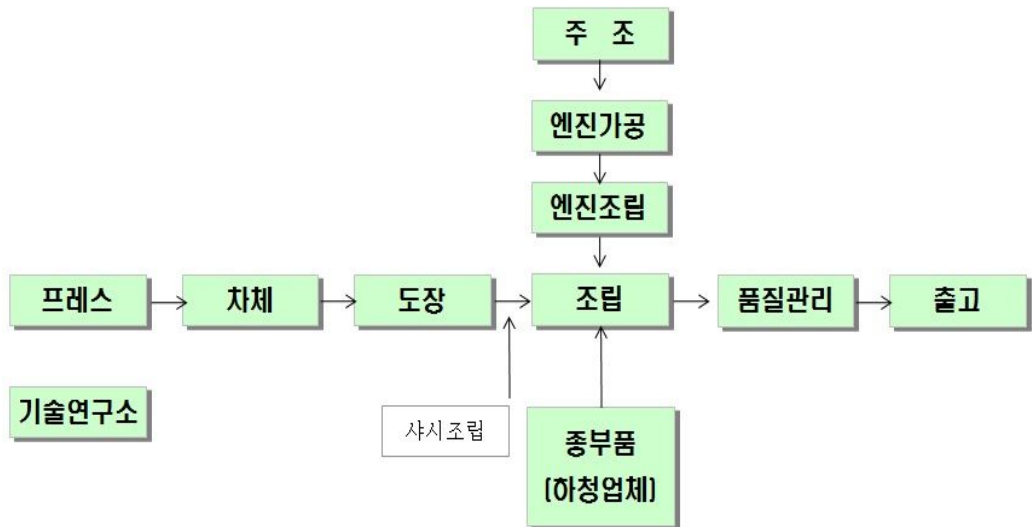 주 조
엔진가공
엔진조립
프레스
차체
도장
조립
품질관리
출고
기술연구소
샤시조립
종부품
(하청업체)